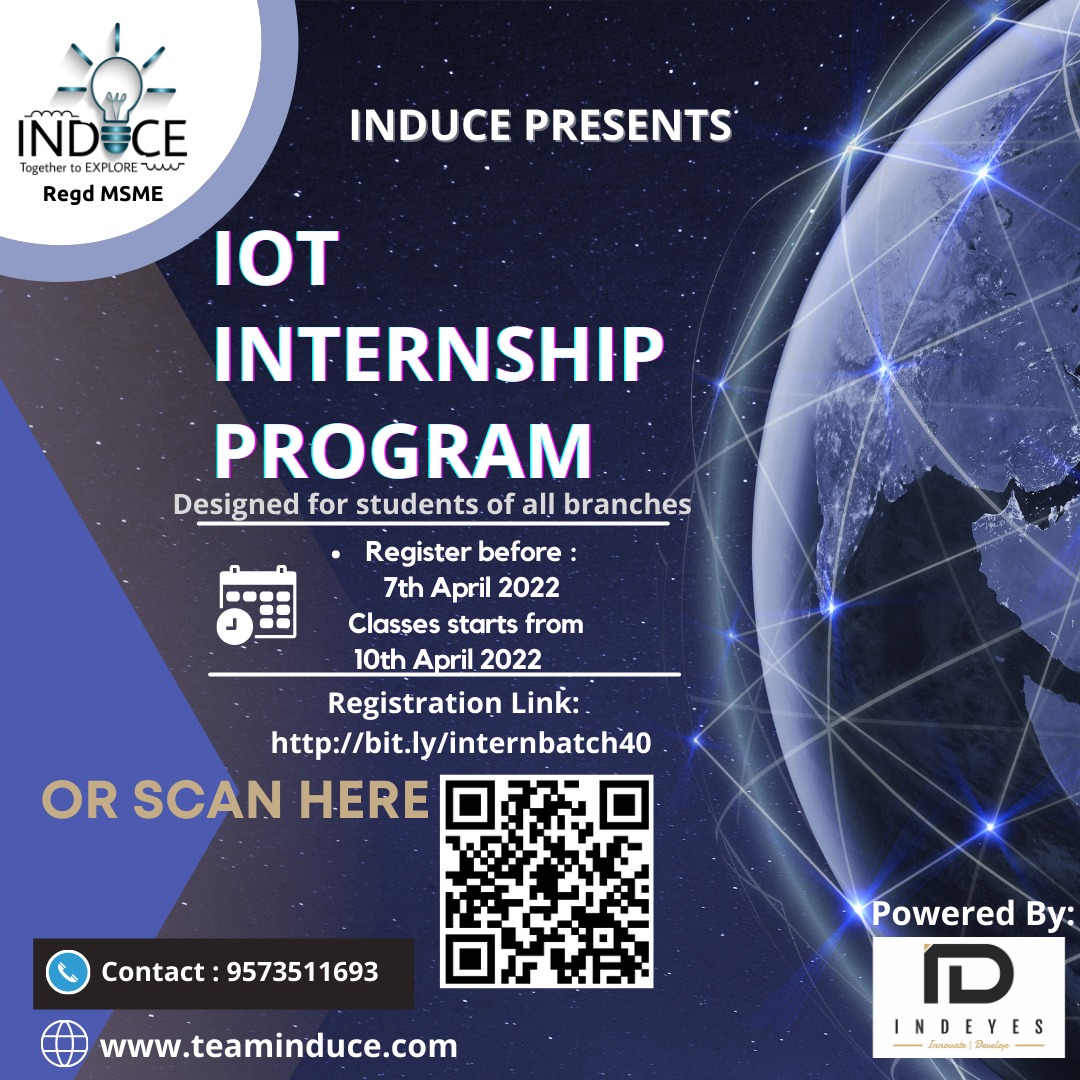 INDUCE
Together to EXPLORE
Regd MSME
INDUCE PRESENTS
IOT
INTERNSHIP
PROGRAM
Designed for students of all branches
• Register before :
7th April 2022
Classes starts from
10th April 2022
Registration Link:
http://bit.ly/internbatch40
OR SCAN HERE
Powered By:
ID
INDEYES
Innovate | Develop
Contact : 9573511693
www.teaminduce.com